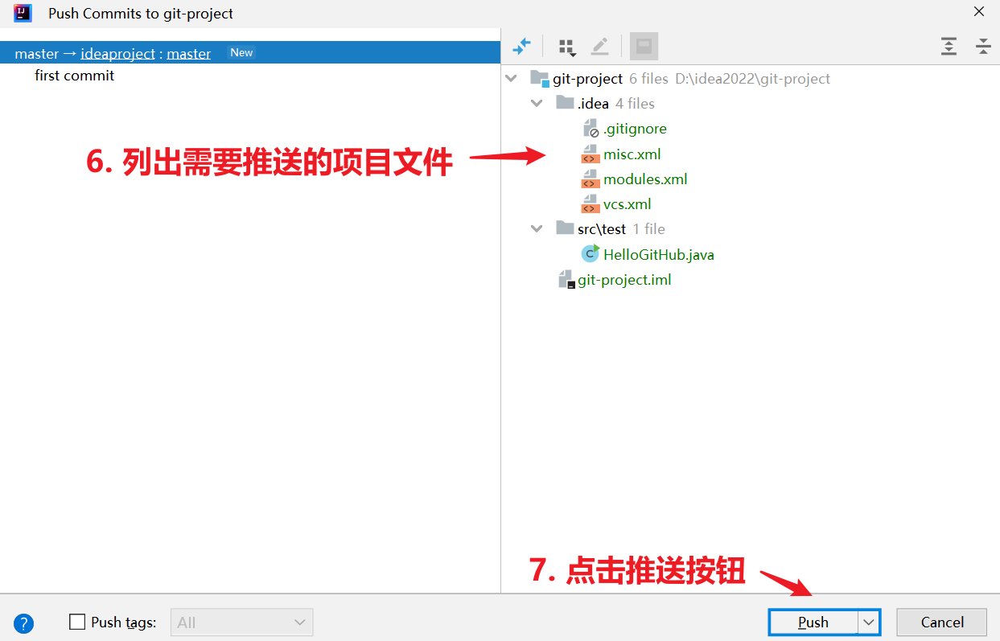 Push Commits to git-project
master → ideaproject : master New
first commit
6. 列出需要推送的项目文件
git-project 6 files D:\idea2022\git-project
.idea 4 files
.gitignore
misc.xml
modules.xml
vcs.xml
src\test 1 file
HelloGitHub.java
git-project.iml
7. 点击推送按钮
? Push tags: All Push Cancel